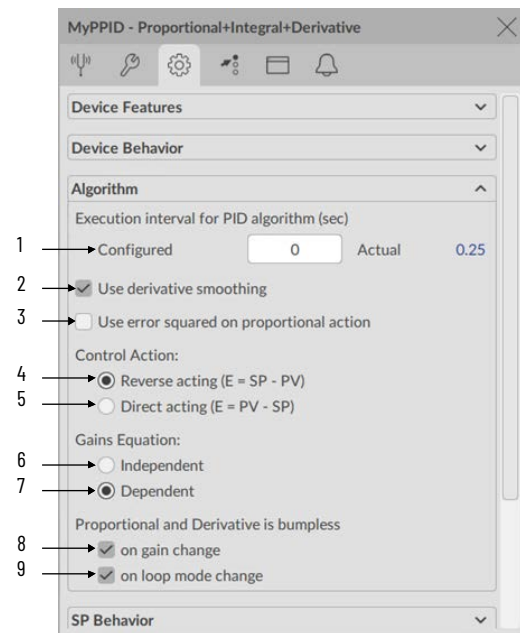 MyPPID - Proportional+Integral+Derivative
Device Features
Device Behavior
Algorithm
Execution interval for PID algorithm (sec)
1 Configured 0 Actual 0.25
2 Use derivative smoothing
3 Use error squared on proportional action
Control Action:
4 Reverse acting (E = SP - PV)
5 Direct acting (E = PV - SP)
Gains Equation:
6 Independent
7 Dependent
Proportional and Derivative is bumpless
8 on gain change
9 on loop mode change
SP Behavior